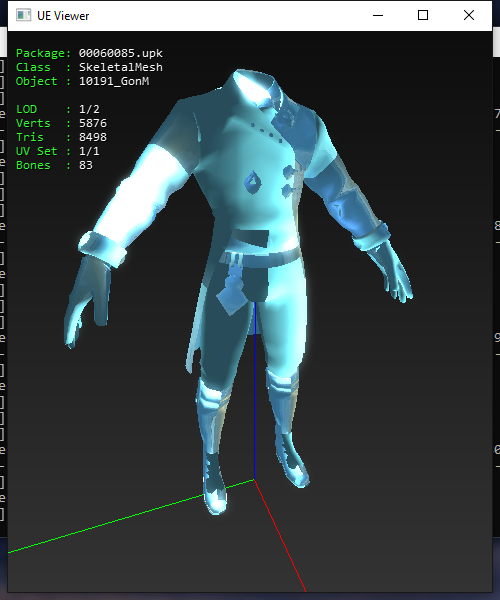 UE Viewer
Package: 00060085.upk
Class : SkeletalMesh
Object : 10191_GonM
LOD : 1/2
Verts : 5876
Tris : 8498
UV Set : 1/1
Bones : 83